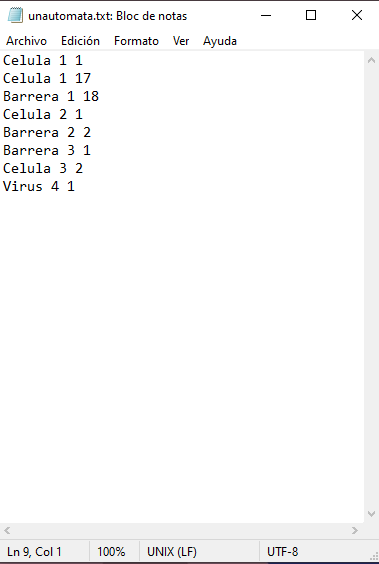 unautomata.txt: Bloc de notas
Archivo Edición Formato Ver Ayuda
Celula 1 1
Celula 1 17
Barrera 1 18
Celula 2 1
Barrera 2 2
Barrera 3 1
Celula 3 2
Virus 4 1
Ln 9, Col 1 100% UNIX (LF) UTF-8